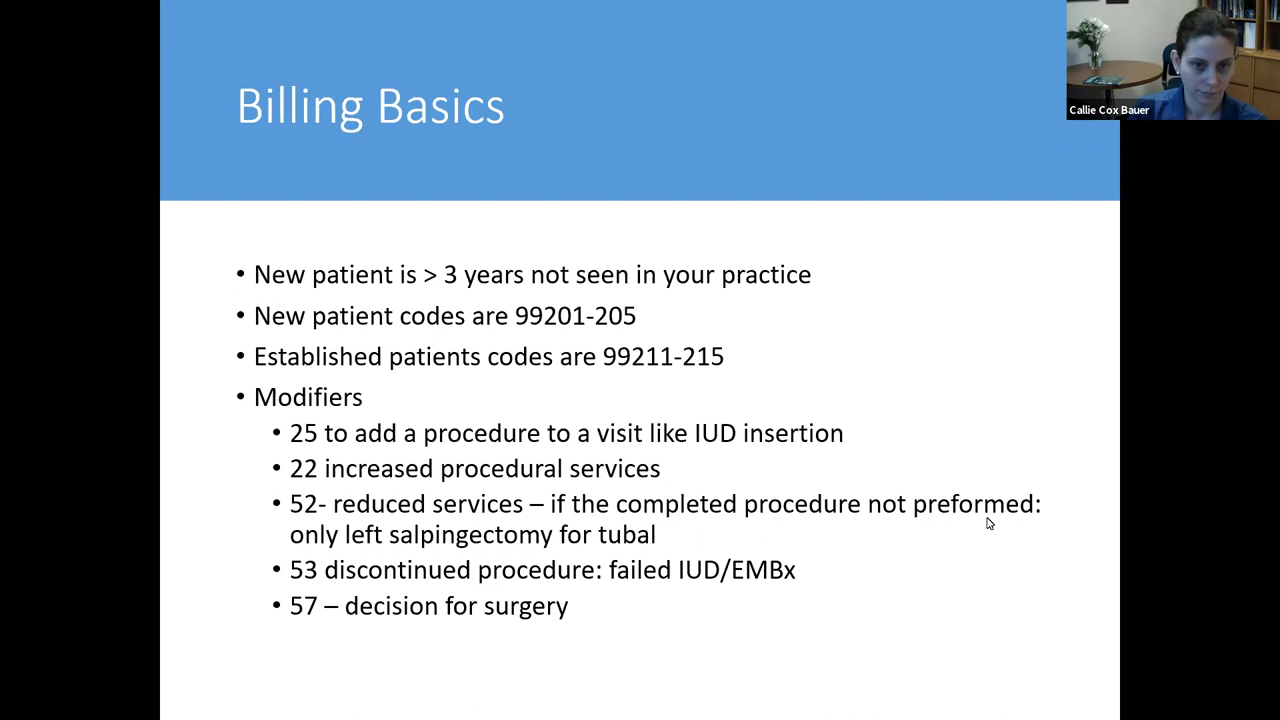 Billing Basics
Callie Cox Bauer
• New patient is > 3 years not seen in your practice
• New patient codes are 99201-205
• Established patients codes are 99211-215
• Modifiers
• 25 to add a procedure to a visit like IUD insertion
• 22 increased procedural services
• 52- reduced services – if the completed procedure not preformed:
only left salpingectomy for tubal
• 53 discontinued procedure: failed IUD/EMBx
• 57 – decision for surgery